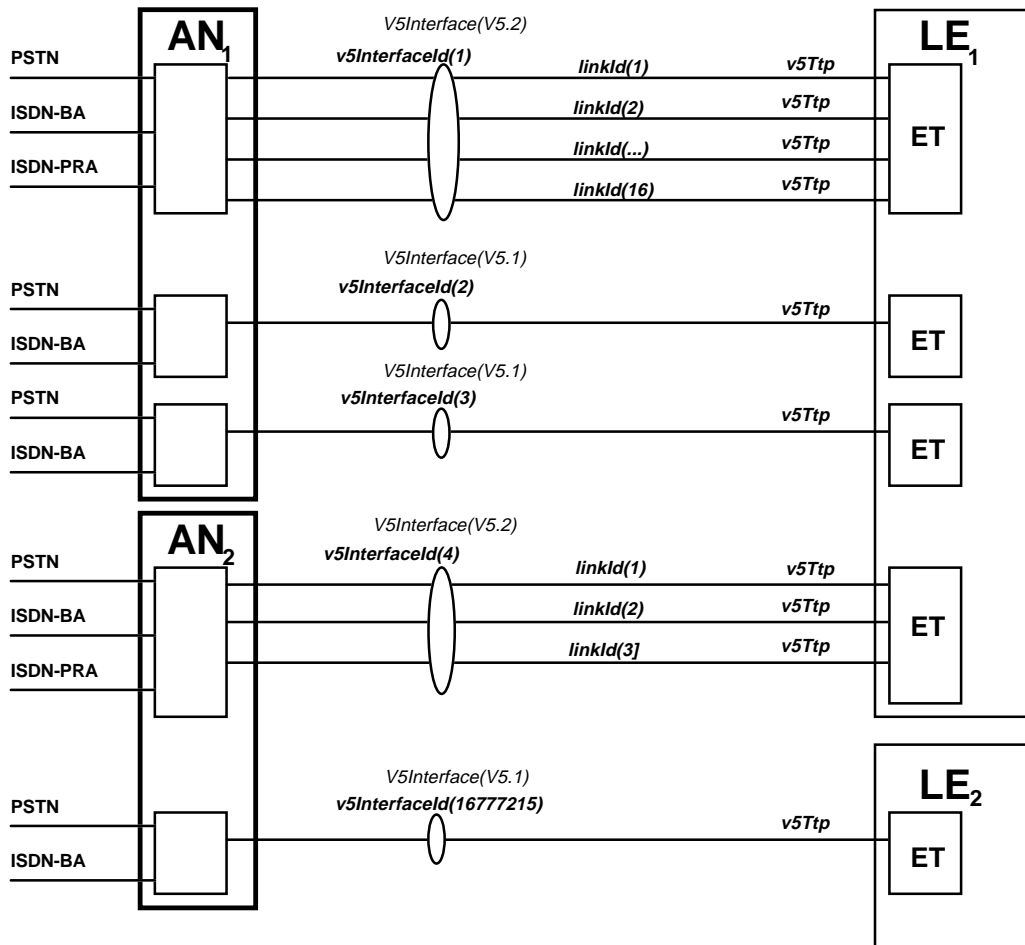 V5Interface(V5.2)
AN1
LE1
v5InterfaceId(1)
PSTN
linkId(1)
v5Ttp
ISDN-BA
linkId(2)
v5Ttp
ET
linkId(...)
v5Ttp
ISDN-PRA
linkId(16)
v5Ttp
V5Interface(V5.1)
PSTN
v5InterfaceId(2)
v5Ttp
ISDN-BA
ET
V5Interface(V5.1)
PSTN
v5InterfaceId(3)
v5Ttp
ISDN-BA
ET
V5Interface(V5.2)
AN2
v5InterfaceId(4)
PSTN
linkId(1)
v5Ttp
ISDN-BA
linkId(2)
v5Ttp
ET
linkId(3]
v5Ttp
ISDN-PRA
V5Interface(V5.1)
LE2
PSTN
v5InterfaceId(16777215)
v5Ttp
ISDN-BA
ET